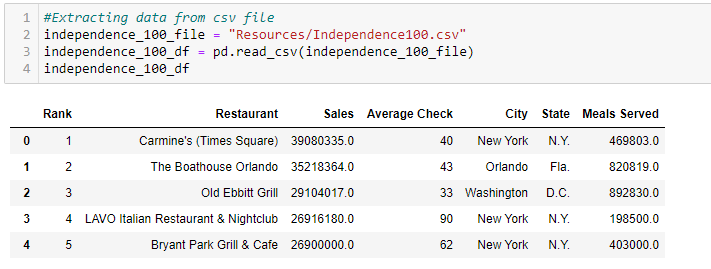 1 #Extracting data from csv file
2 independence_100_file = "Resources/Independence100.csv"
3 independence_100_df = pd.read_csv(independence_100_file)
4 independence_100_df
Rank Restaurant Sales Average Check City State Meals Served
0 1 Carmine's (Times Square) 39080335.0 40 New York N.Y. 469803.0
1 2 The Boathouse Orlando 35218364.0 43 Orlando Fla. 820819.0
2 3 Old Ebbitt Grill 29104017.0 33 Washington D.C. 892830.0
3 4 LAVO Italian Restaurant & Nightclub 26916180.0 90 New York N.Y. 198500.0
4 5 Bryant Park Grill & Cafe 26900000.0 62 New York N.Y. 403000.0